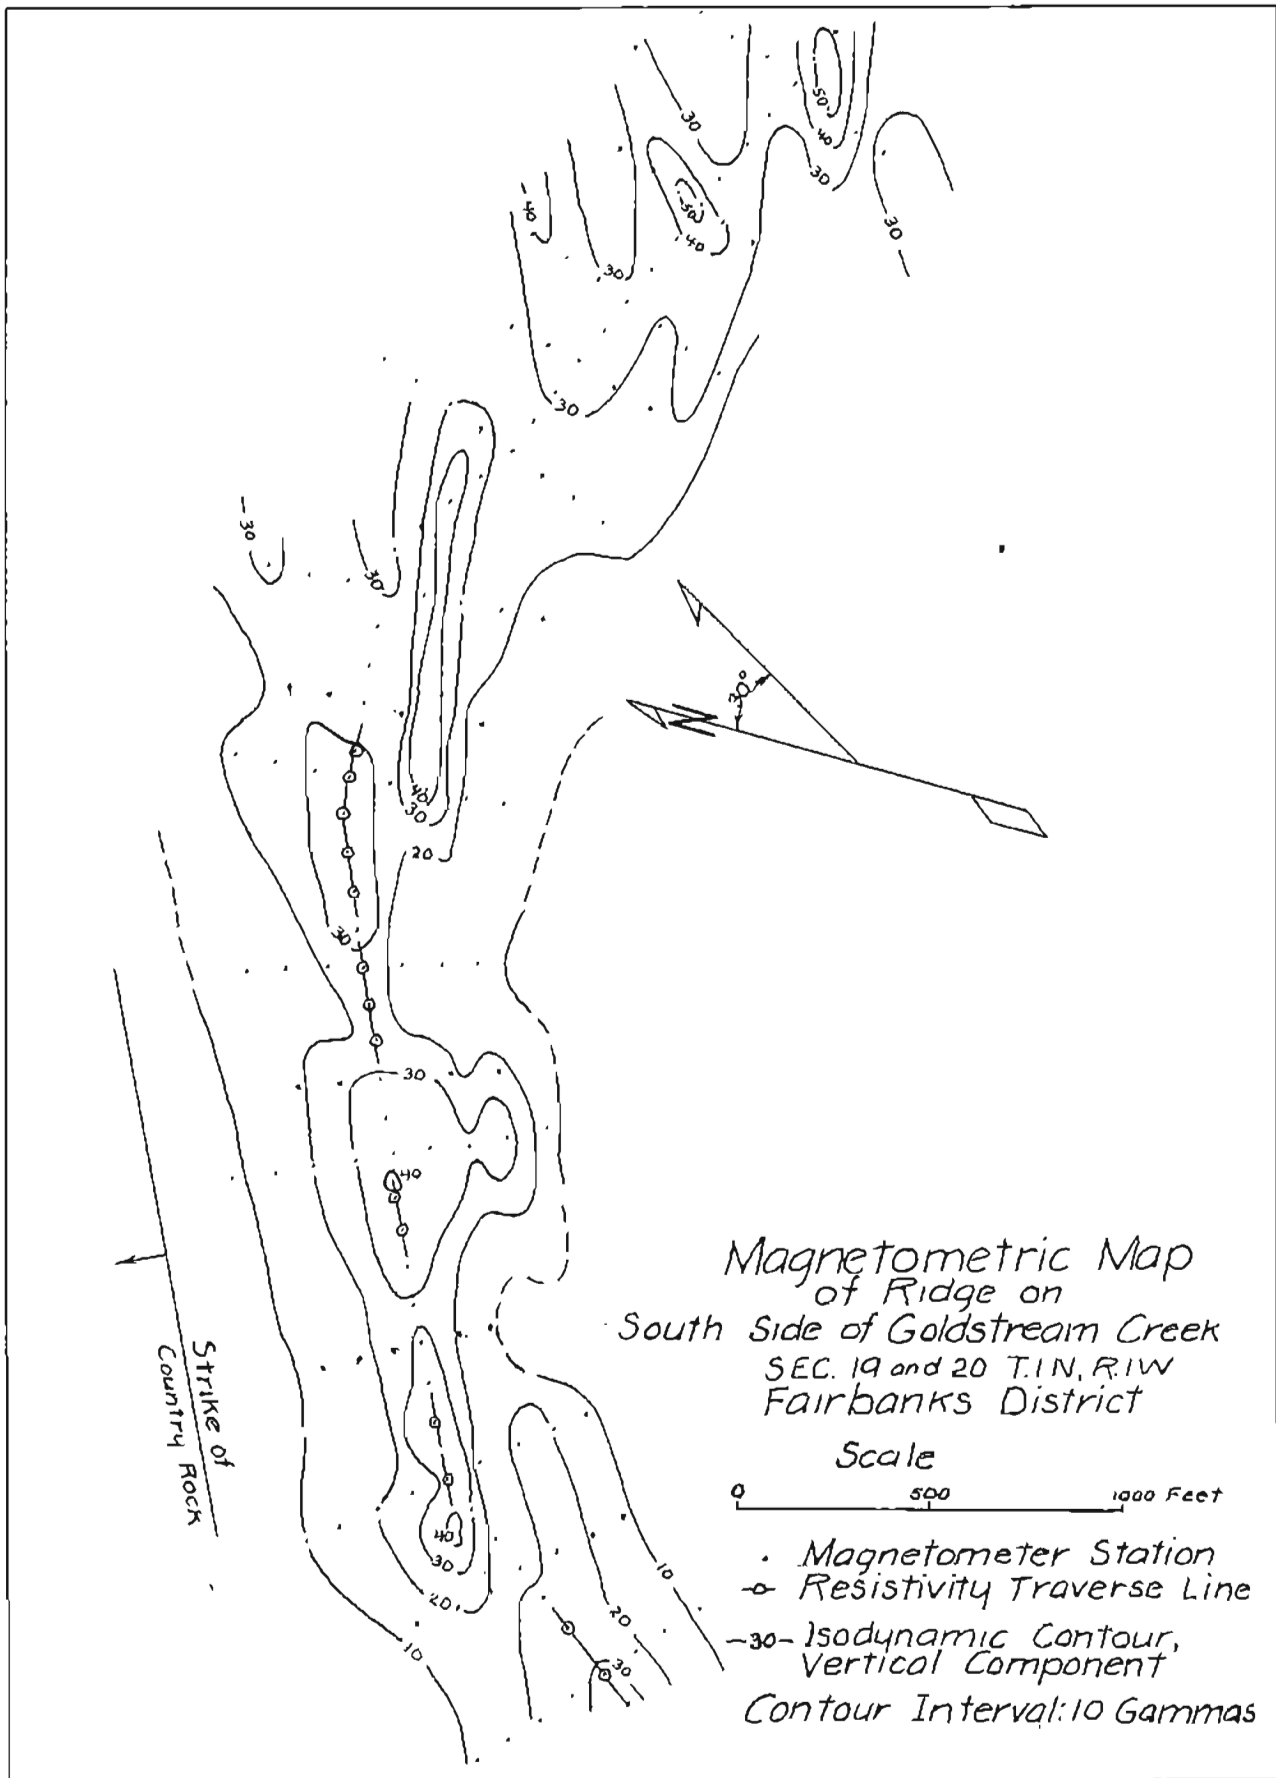 50
30
40
30
40
50
40
30
30
30
30
30
30
30°
N
40
30
20
30
30
40
Magnetometric Map
of Ridge on
South Side of Goldstream Creek
SEC. 19 and 20 T.1N, R.1W
Fairbanks District
Strike of
Country Rock
Scale
0 500 1000 Feet
40
30
20
10
10
20
30
Magnetometer Station
Resistivity Traverse Line
-30- Isodynamic Contour,
Vertical Component
Contour Interval: 10 Gammas